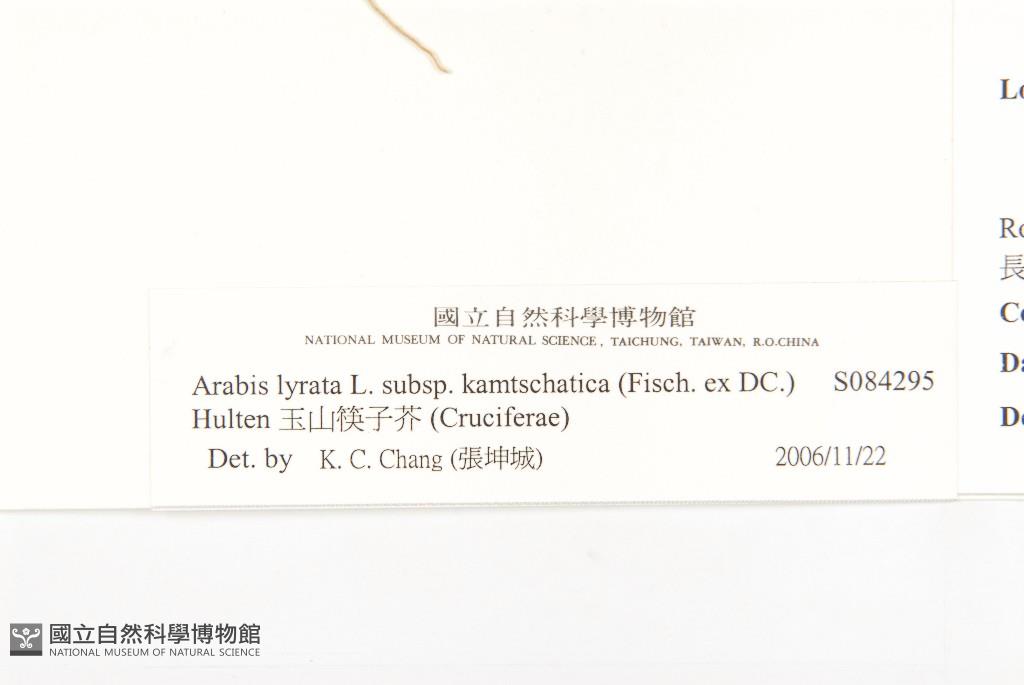 國立自然科學博物館
NATIONAL MUSEUM OF NATURAL SCIENCE, TAICHUNG, TAIWAN, R.O.CHINA
Arabis lyrata L. subsp. kamtschatica (Fisch. ex DC.) S084295
Hulten 玉山筷子芥 (Cruciferae)
Det. by K. C. Chang (張坤城) 2006/11/22
長
國立自然科學博物館
NATIONAL MUSEUM OF NATURAL SCIENCE